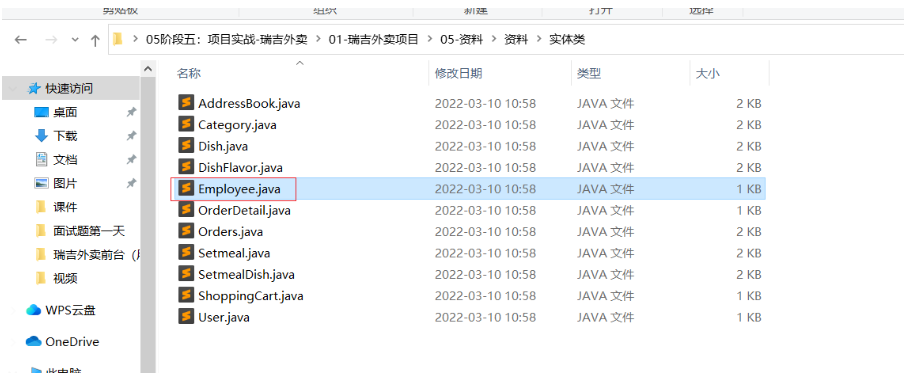 剪贴板 组织 新建 打开 选择
05阶段五：项目实战-瑞吉外卖 > 01-瑞吉外卖项目 > 05-资料 > 资料 > 实体类
名称 修改日期 类型 大小
快速访问
桌面
下载
文档
图片
课件
面试题第一天
瑞吉外卖前台
视频
WPS云盘
OneDrive
此电脑
AddressBook.java 2022-03-10 10:58 JAVA 文件 2 KB
Category.java 2022-03-10 10:58 JAVA 文件 2 KB
Dish.java 2022-03-10 10:58 JAVA 文件 2 KB
DishFlavor.java 2022-03-10 10:58 JAVA 文件 2 KB
Employee.java 2022-03-10 10:58 JAVA 文件 1 KB
OrderDetail.java 2022-03-10 10:58 JAVA 文件 1 KB
Orders.java 2022-03-10 10:58 JAVA 文件 2 KB
Setmeal.java 2022-03-10 10:58 JAVA 文件 2 KB
SetmealDish.java 2022-03-10 10:58 JAVA 文件 2 KB
ShoppingCart.java 2022-03-10 10:58 JAVA 文件 1 KB
User.java 2022-03-10 10:58 JAVA 文件 1 KB